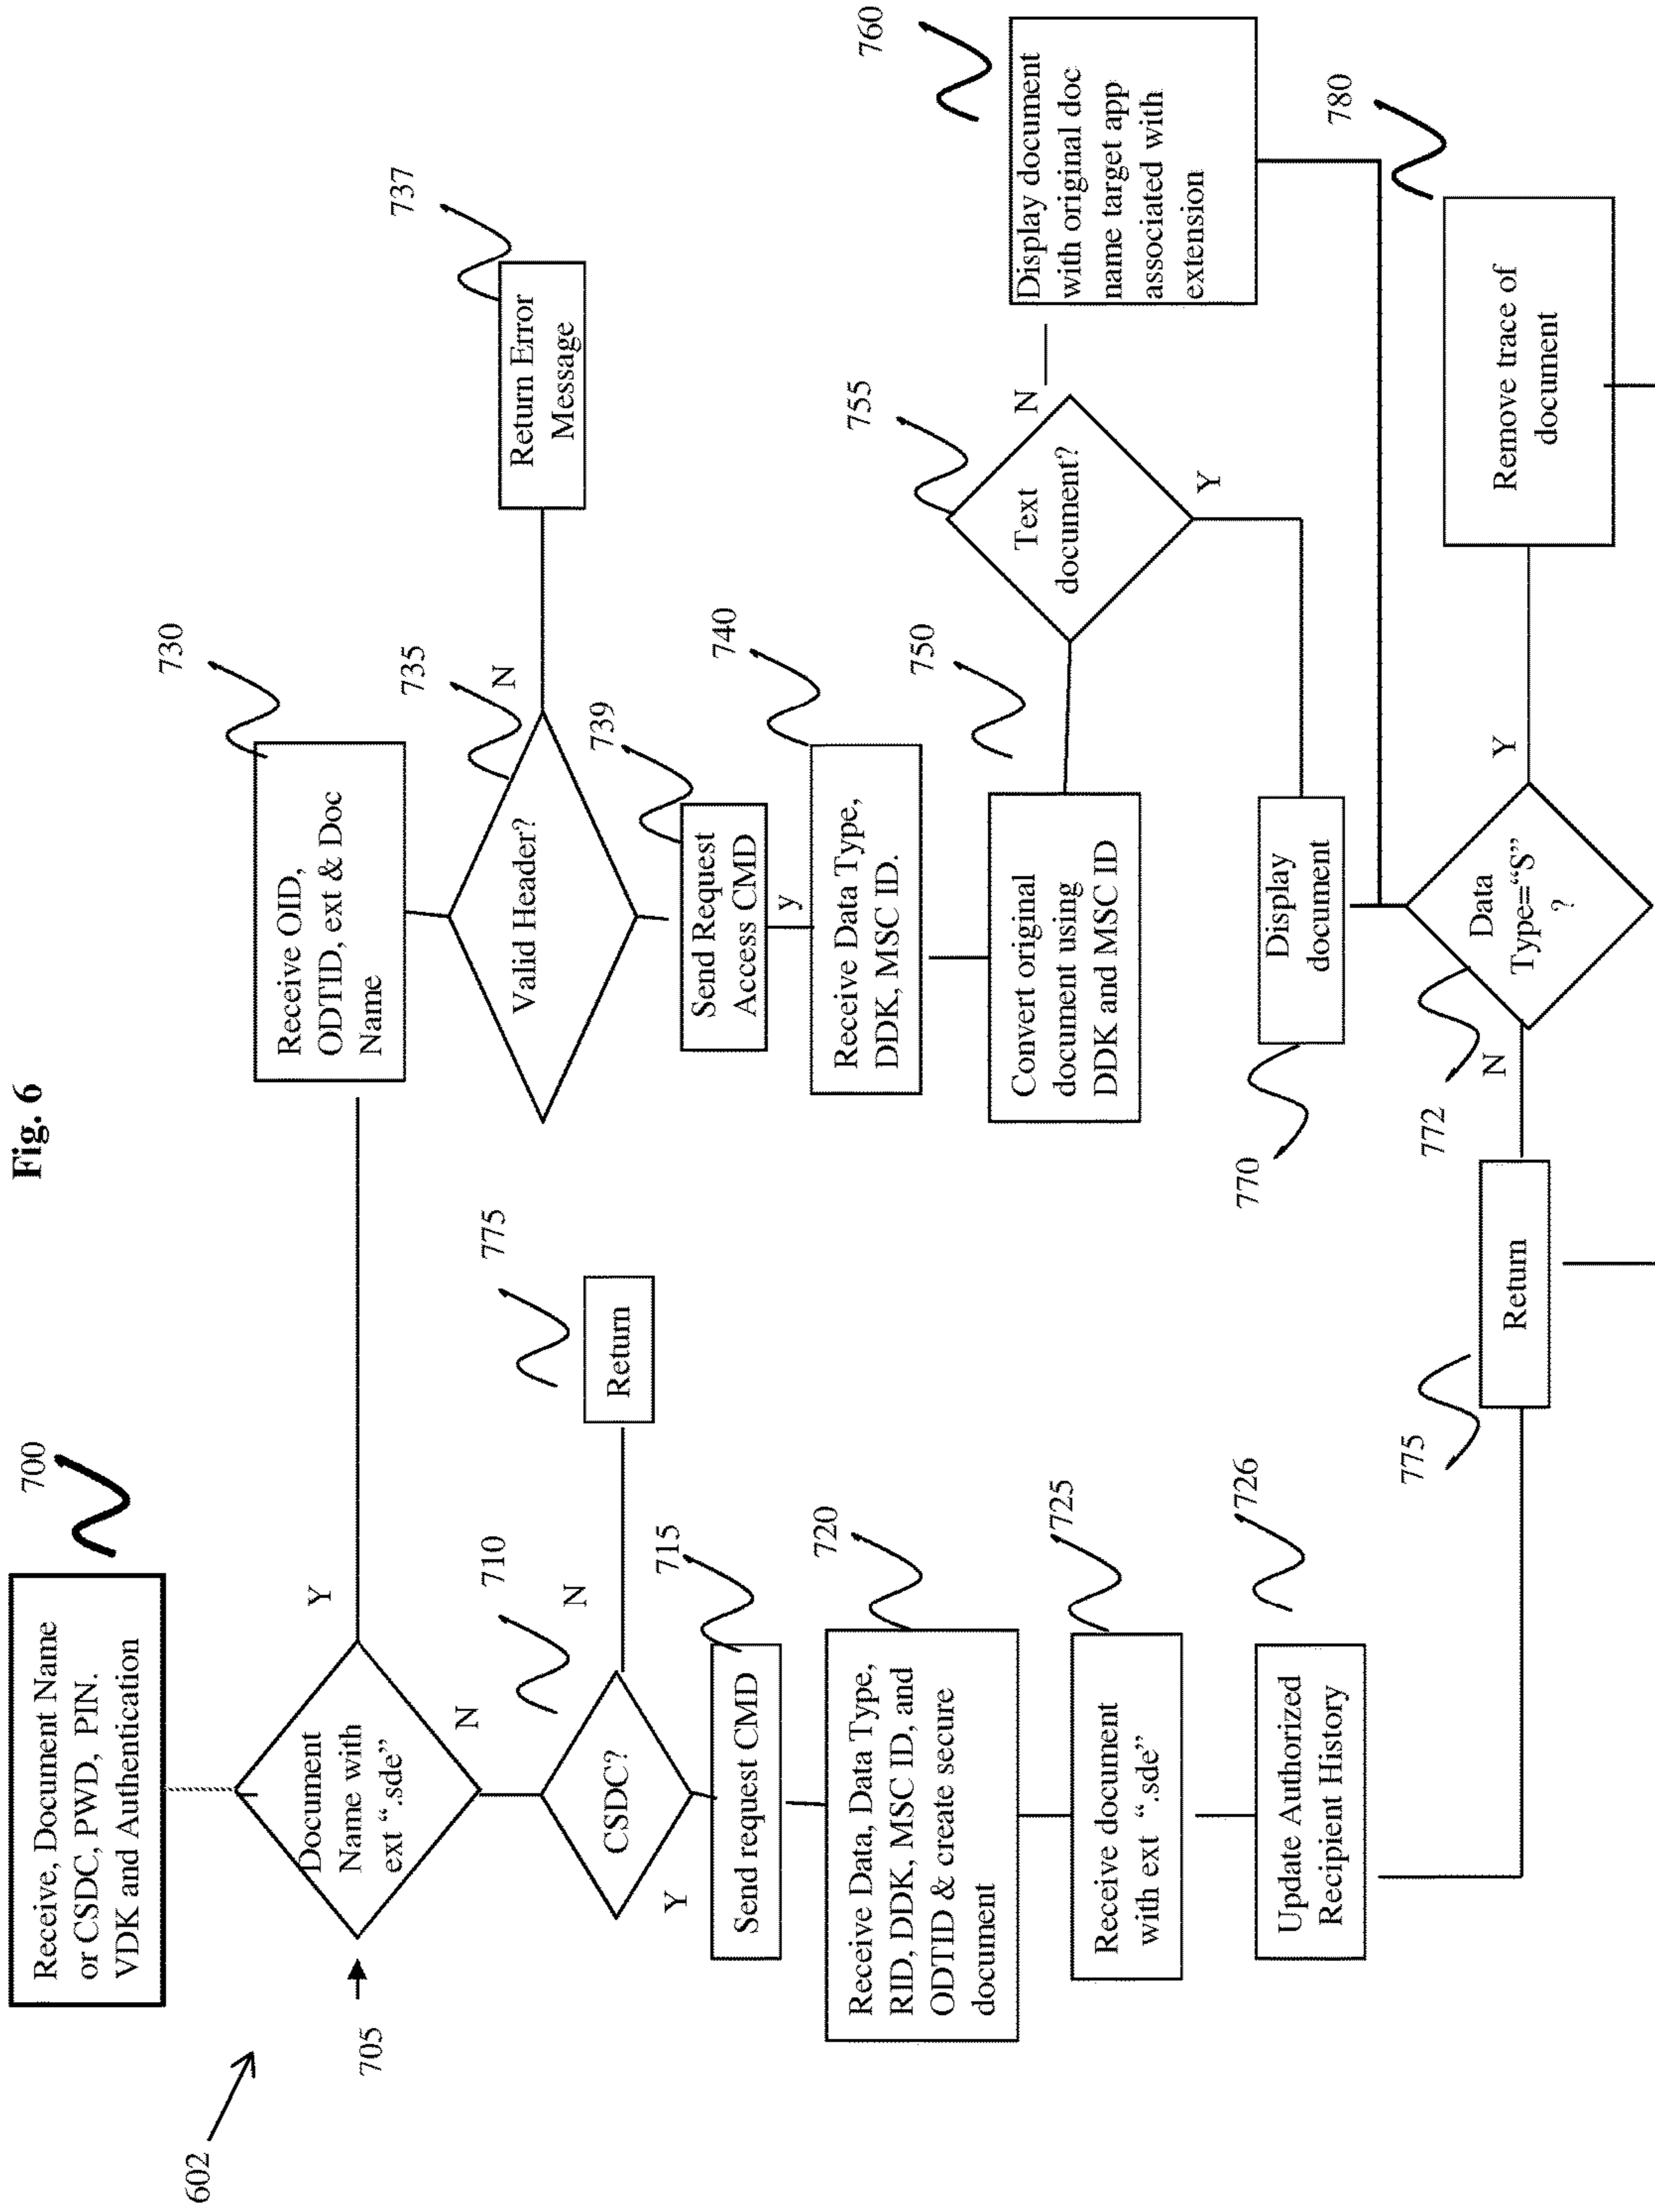 Fig. 6
602
700
Receive, Document Name
or CSDC, PWD, PIN.
VDK and Authentication
705
Document
Name with
ext “.sde”
Y
N
710
CSDC?
N
Y
775
Return
715
Send request CMD
720
Receive Data, Data Type,
RID, DDK, MSC ID, and
ODTID & create secure
document
725
Receive document
with ext “.sde”
726
Update Authorized
Recipient History
730
Receive OID,
ODTID, ext & Doc
Name
735
Valid Header?
N
737
Return Error
Message
739
Send Request
Access CMD
y
740
Receive Data Type,
DDK, MSC ID.
750
Convert original
document using
DDK and MSC ID
755
Text
document?
N
Y
760
Display document
with original doc
name target app
associated with
extension
770
Display
document
772
Data
Type=“S”
?
N
Y
775
Return
780
Remove trace of
document